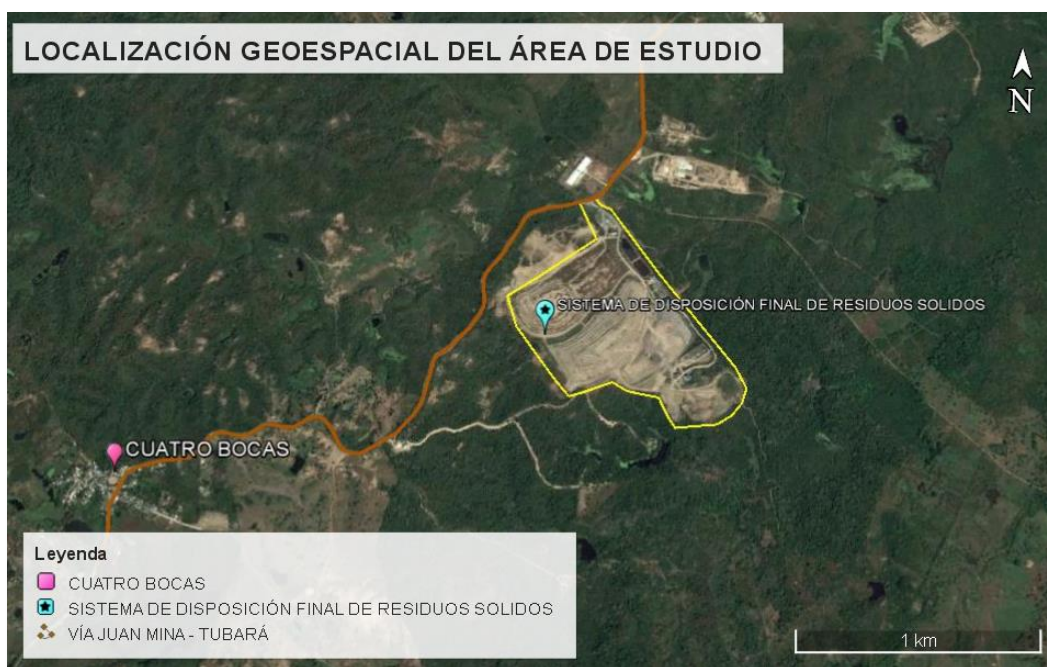 LOCALIZACIÓN GEOESPACIAL DEL ÁREA DE ESTUDIO
N
SISTEMA DE DISPOSICIÓN FINAL DE RESIDUOS SOLIDOS
CUATRO BOCAS
Leyenda
CUATRO BOCAS
SISTEMA DE DISPOSICIÓN FINAL DE RESIDUOS SOLIDOS
VÍA JUAN MINA - TUBARÁ
1 km